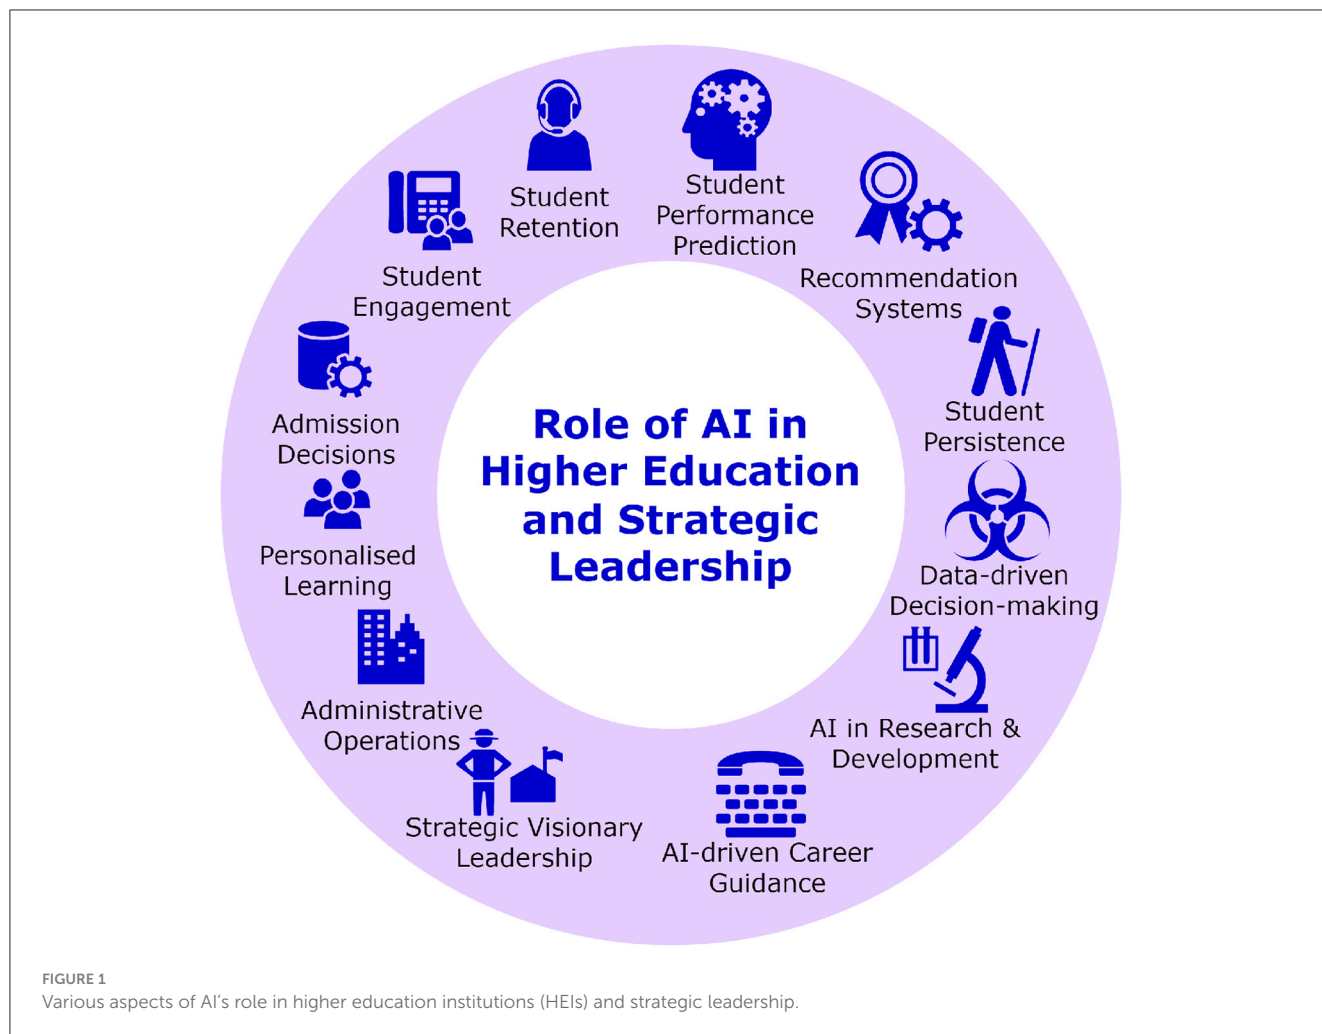 Student
Retention
Student
Performance
Prediction
Recommendation
Systems
Student
Persistence
Data-driven
Decision-making
AI in Research &
Development
AI-driven Career
Guidance
Strategic Visionary
Leadership
Administrative
Operations
Personalised
Learning
Admission
Decisions
Student
Engagement
Role of AI in
Higher Education
and Strategic
Leadership
FIGURE 1
Various aspects of AI’s role in higher education institutions (HEIs) and strategic leadership.